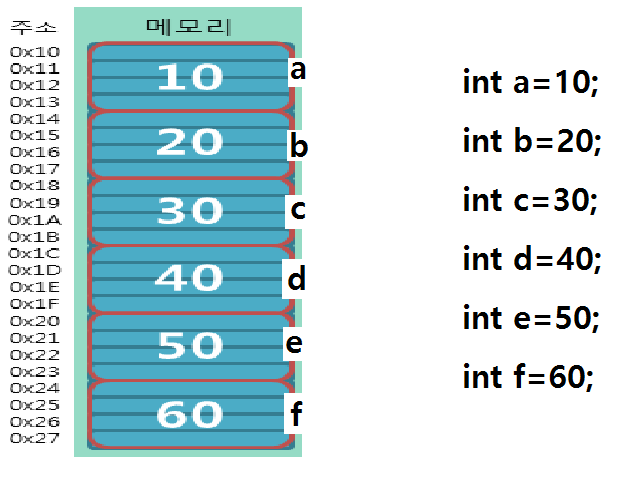 주소 메모리
0x10
0x11
0x12
0x13
0x14
0x15
0x16
0x17
0x18
0x19
0x1A
0x1B
0x1C
0x1D
0x1E
0x1F
0x20
0x21
0x22
0x23
0x24
0x25
0x26
0x27
10 a
20 b
30 c
40 d
50 e
60 f
int a=10;
int b=20;
int c=30;
int d=40;
int e=50;
int f=60;